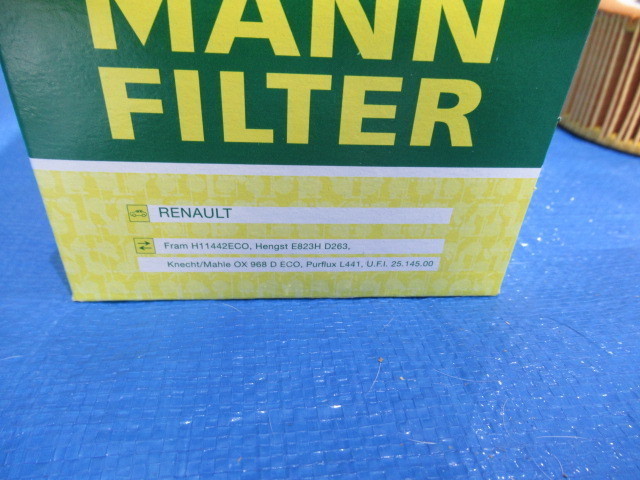 MANN
FILTER
RENAULT
Fram H11442ECO, Hengst E823H D263,
Knecht/Mahle OX 968 D ECO, Purflux L441, U.F.I. 25.145.00